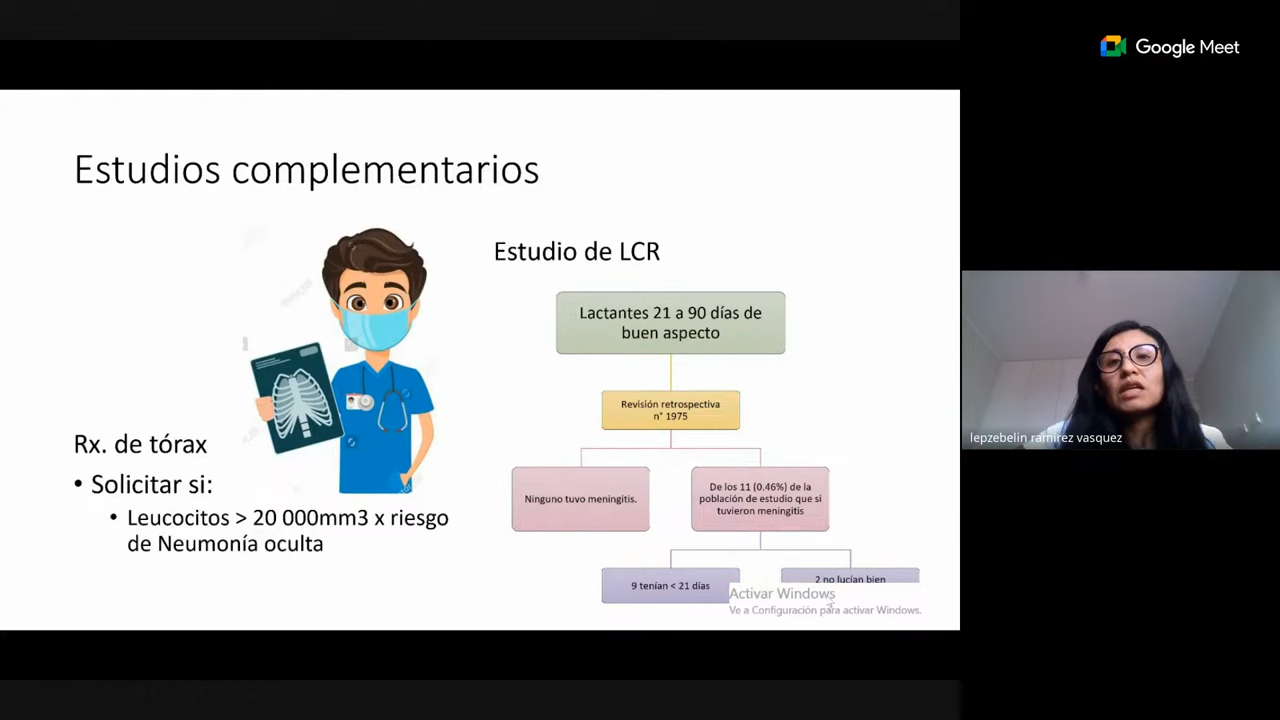 Google Meet
Estudios complementarios
Estudio de LCR
Lactantes 21 a 90 días de
buen aspecto
Revisión retrospectiva
n° 1975
Ninguno tuvo meningitis.
De los 11 (0.46%) de la
población de estudio que si
tuvieron meningitis
9 tenían < 21 días
2 no lucían bien
Rx. de tórax
• Solicitar si:
• Leucocitos > 20 000mm3 x riesgo
de Neumonía oculta
Activar Windows
Ve a Configuración para activar Windows.
lepzebelin ramirez vasquez